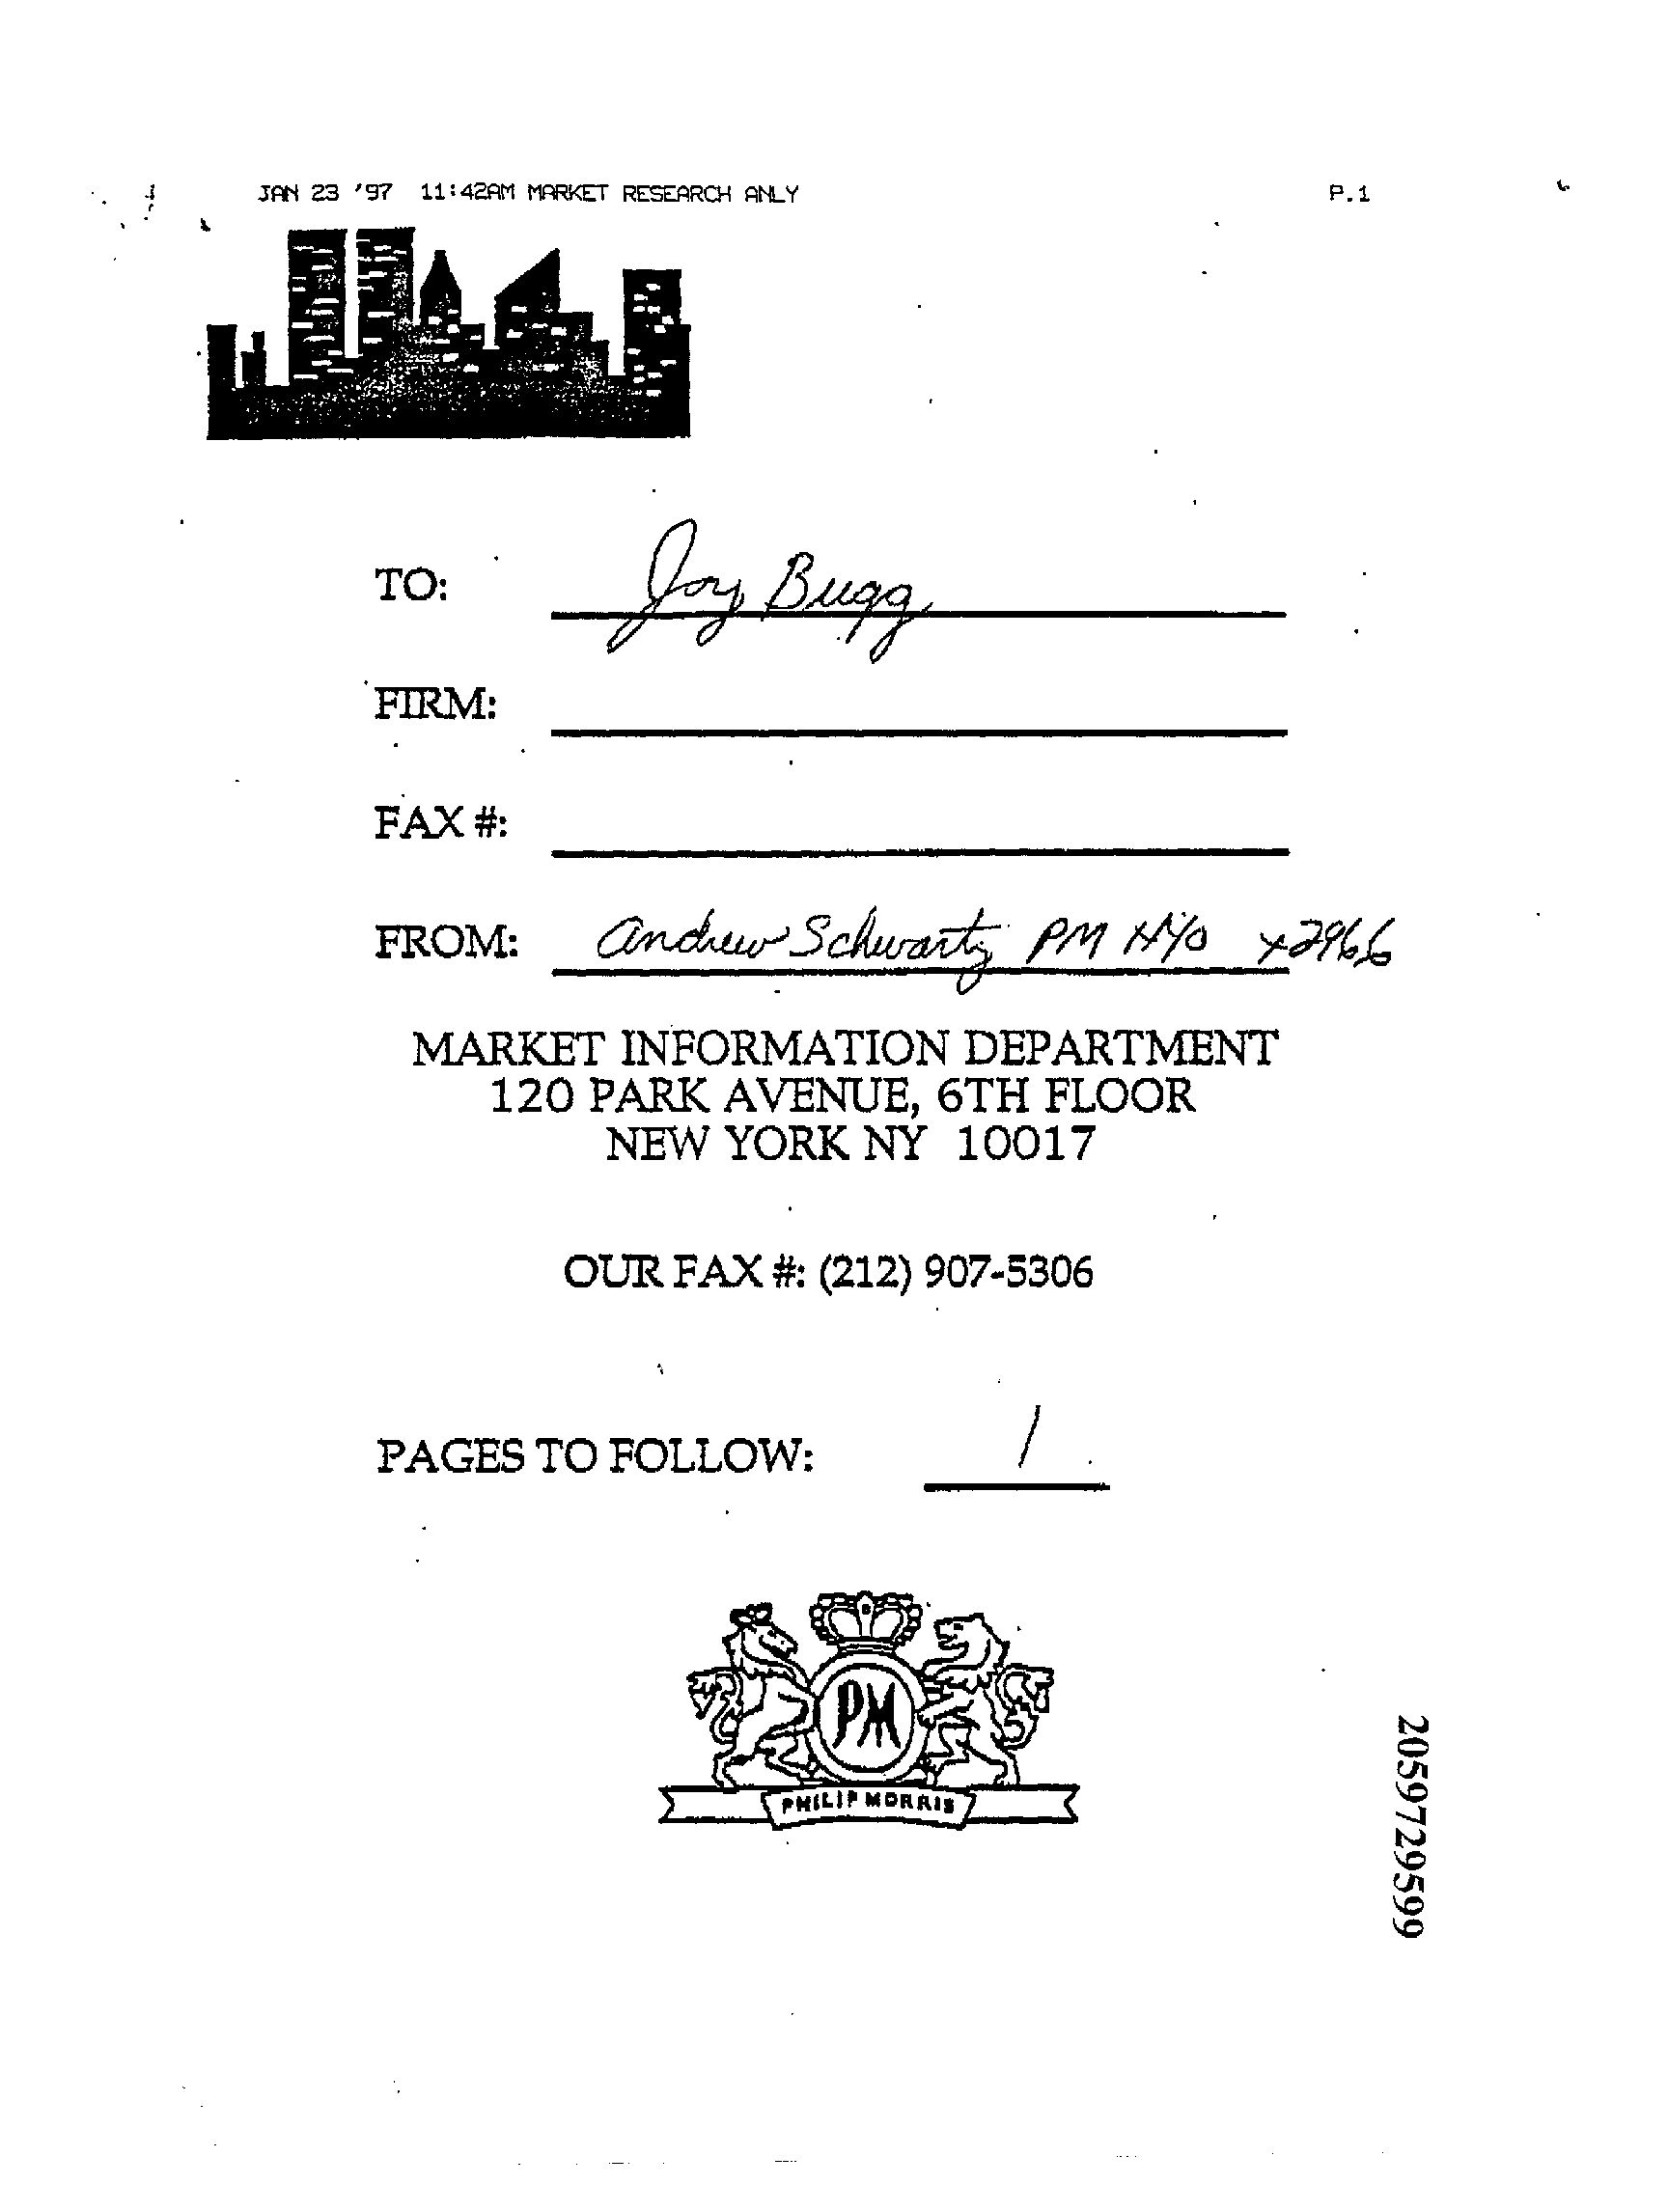 JAN 23 '97 11:42AM MARKET RESEARCH ANLY P.1
TO: Joy Bugg
FIRM:
FAX #:
FROM: Andrew Schwartz PM NYO x2966
MARKET INFORMATION DEPARTMENT
120 PARK AVENUE, 6TH FLOOR
NEW YORK NY 10017
OUR FAX #: (212) 907-5306
PAGES TO FOLLOW: 1
PM
PHILIP MORRIS
2059729599